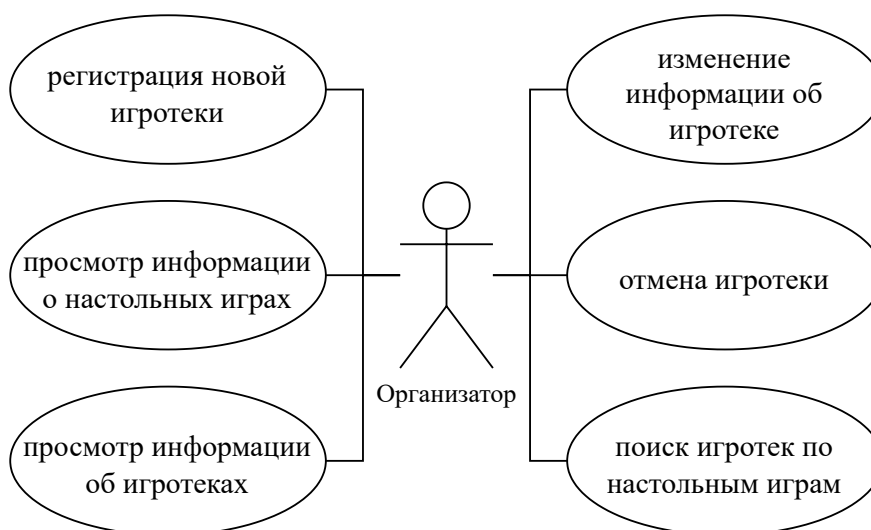 регистрация новой
игротеки
просмотр информации
о настольных играх
просмотр информации
об игротеках
Организатор
изменение
информации об
игротеке
отмена игротеки
поиск игротек по
настольным играм